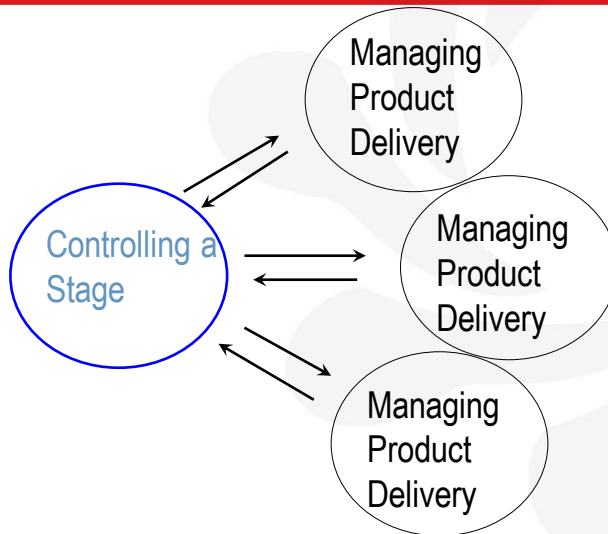 Managing
Product
Delivery
Controlling a
Stage
Managing
Product
Delivery
Managing
Product
Delivery